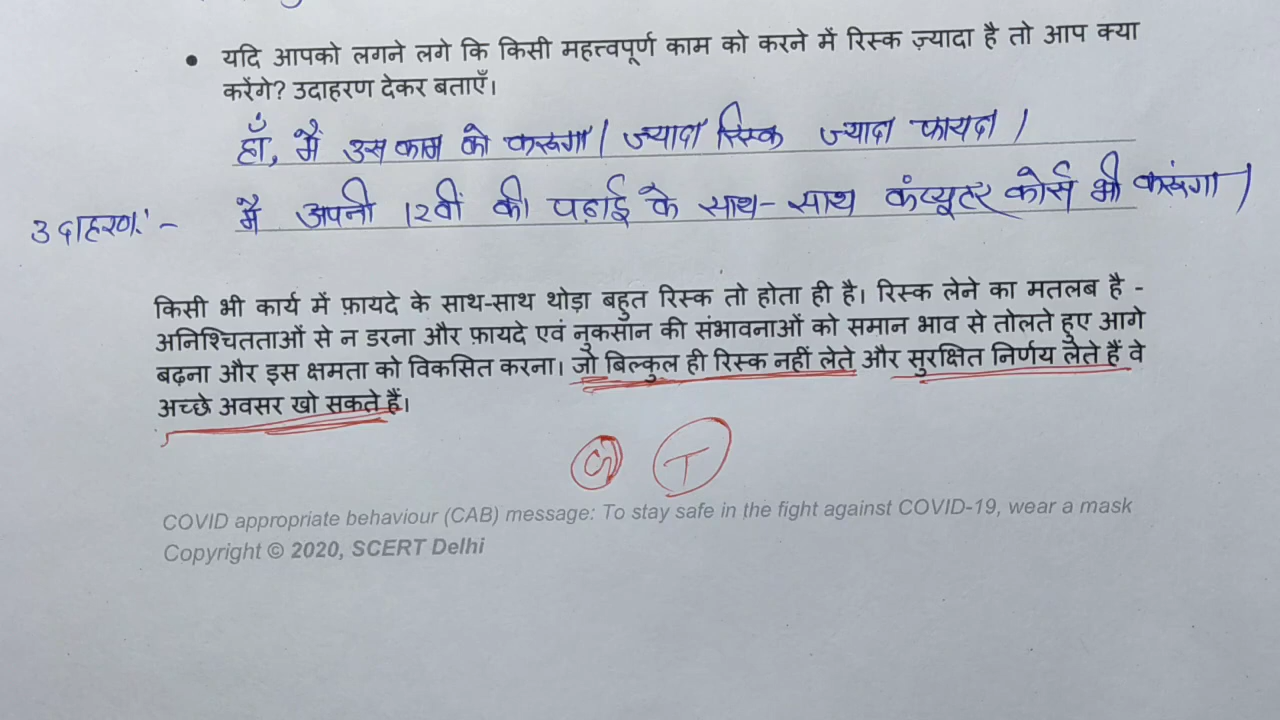 • यदि आपको लगने लगे कि किसी महत्त्वपूर्ण काम को करने में रिस्क ज़्यादा है तो आप क्या
करेंगे? उदाहरण देकर बताएँ।
हाँ, मैं उस काम को करूंगा। ज्यादा रिस्क ज्यादा फायदा।
उदाहरण:- मैं अपनी 12वीं की पढ़ाई के साथ-साथ कंप्यूटर कोर्स भी करूंगा।
किसी भी कार्य में फ़ायदे के साथ-साथ थोड़ा बहुत रिस्क तो होता ही है। रिस्क लेने का मतलब है -
अनिश्चितताओं से न डरना और फ़ायदे एवं नुकसान की संभावनाओं को समान भाव से तोलते हुए आगे
बढ़ना और इस क्षमता को विकसित करना। जो बिल्कुल ही रिस्क नहीं लेते और सुरक्षित निर्णय लेते हैं वे
अच्छे अवसर खो सकते हैं।
T
COVID appropriate behaviour (CAB) message: To stay safe in the fight against COVID-19, wear a mask
Copyright © 2020, SCERT Delhi